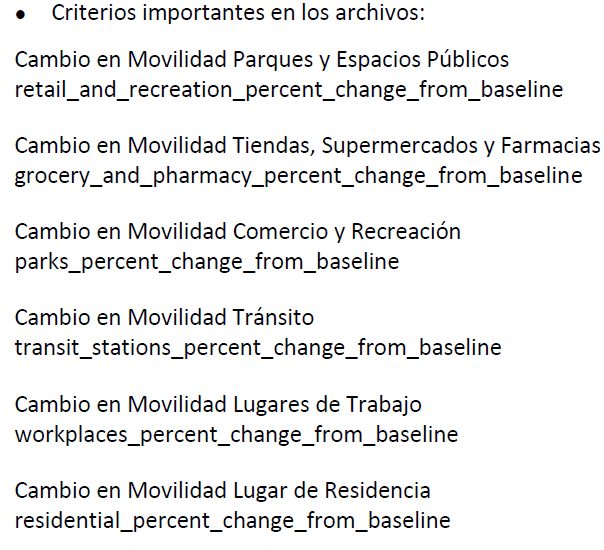 • Criterios importantes en los archivos:
Cambio en Movilidad Parques y Espacios Públicos
retail_and_recreation_percent_change_from_baseline
Cambio en Movilidad Tiendas, Supermercados y Farmacias
grocery_and_pharmacy_percent_change_from_baseline
Cambio en Movilidad Comercio y Recreación
parks_percent_change_from_baseline
Cambio en Movilidad Tránsito
transit_stations_percent_change_from_baseline
Cambio en Movilidad Lugares de Trabajo
workplaces_percent_change_from_baseline
Cambio en Movilidad Lugar de Residencia
residential_percent_change_from_baseline